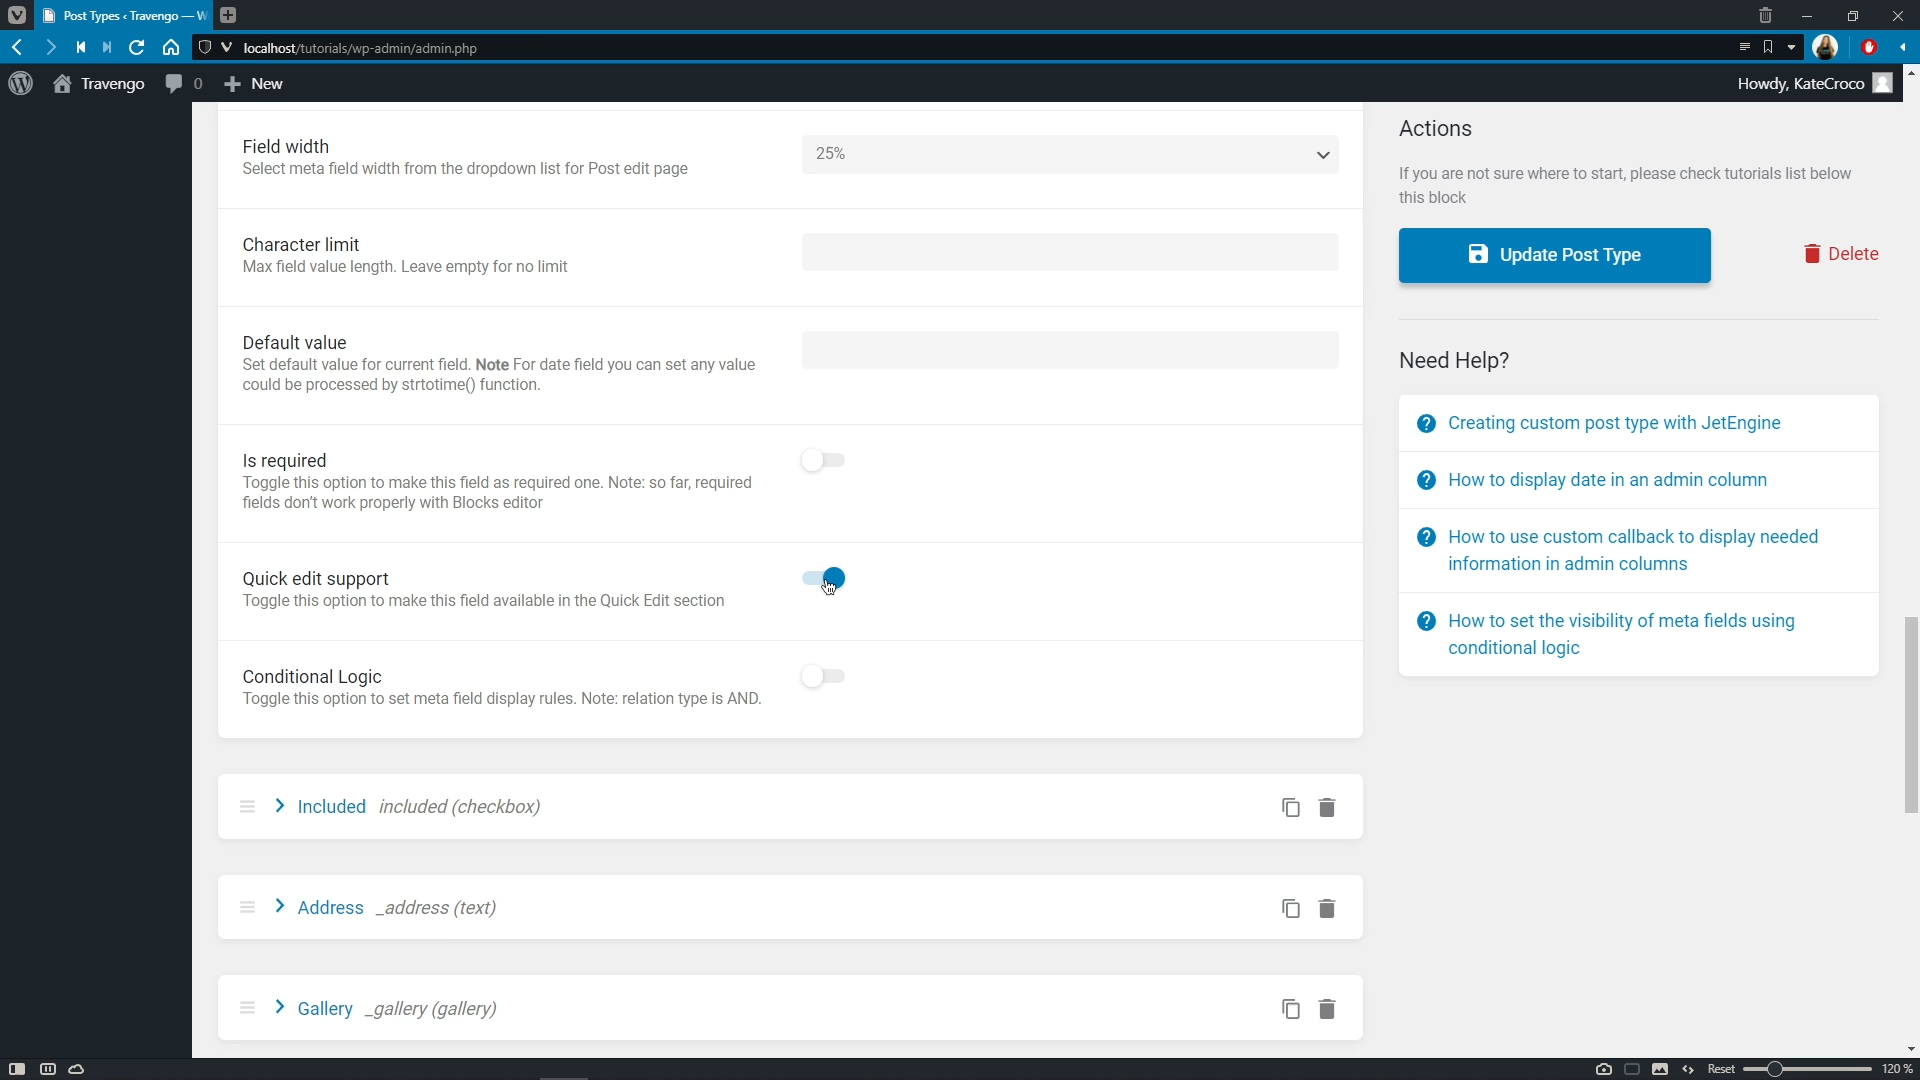 Post Types ‹ Travengo — W
localhost/tutorials/wp-admin/admin.php
Travengo 0 New
Howdy, KateCroco
Field width
Select meta field width from the dropdown list for Post edit page
25%
Character limit
Max field value length. Leave empty for no limit
Default value
Set default value for current field. Note For date field you can set any value
could be processed by strtotime() function.
Is required
Toggle this option to make this field as required one. Note: so far, required
fields don't work properly with Blocks editor
Quick edit support
Toggle this option to make this field available in the Quick Edit section
Conditional Logic
Toggle this option to set meta field display rules. Note: relation type is AND.
Included included (checkbox)
Address _address (text)
Gallery _gallery (gallery)
Actions
If you are not sure where to start, please check tutorials list below
this block
Update Post Type
Delete
Need Help?
Creating custom post type with JetEngine
How to display date in an admin column
How to use custom callback to display needed
information in admin columns
How to set the visibility of meta fields using
conditional logic
Reset 120 %